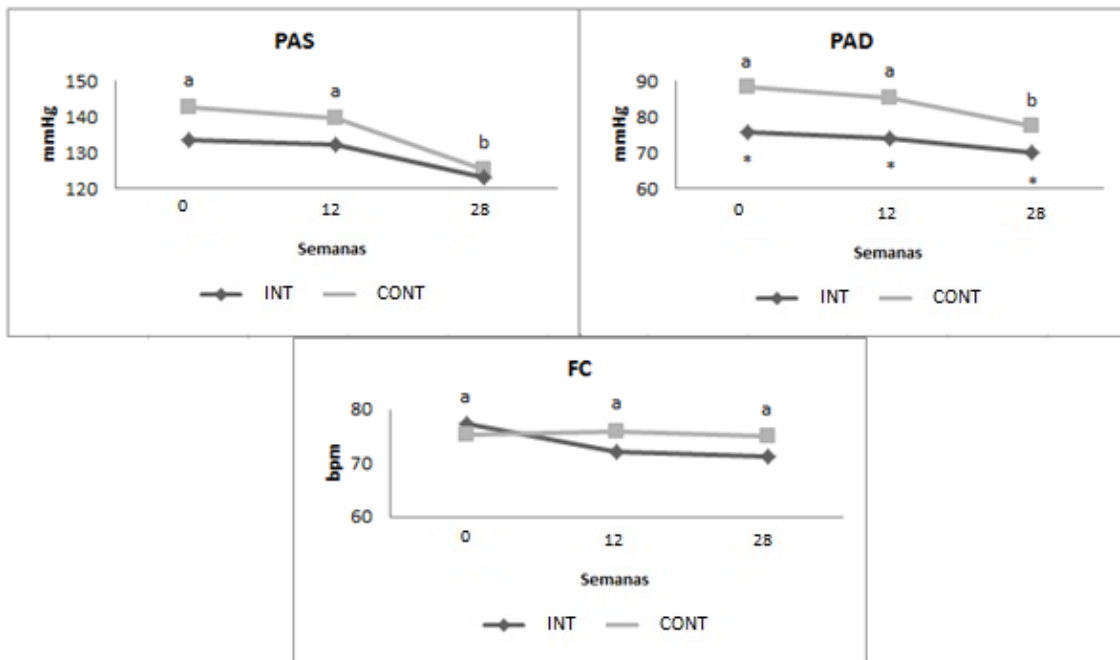 PAS
a
a
150
140
b
mmHg
130
120
0
12
28
Semanas
INT
CONT
PAD
a
a
90
b
80
mmHg
70
*
*
*
60
0
12
28
Semanas
INT
CONT
FC
a
a
a
80
bpm
70
60
0
12
28
Semanas
INT
CONT